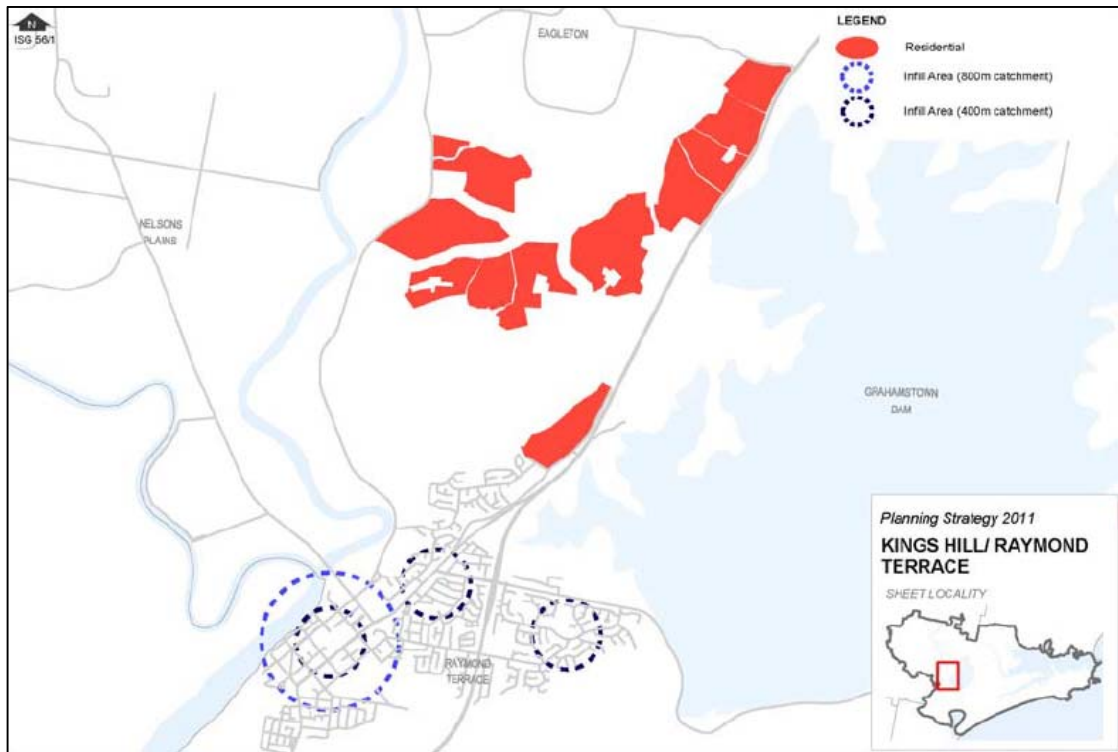 N
ISG 56/1
EAGLETON
LEGEND
Residential
Infill Area (800m catchment)
Infill Area (400m catchment)
NELSONS
PLAINS
GRAHAMSTOWN
DAM
RAYMOND
TERRACE
Planning Strategy 2011
KINGS HILL/ RAYMOND
TERRACE
SHEET LOCALITY